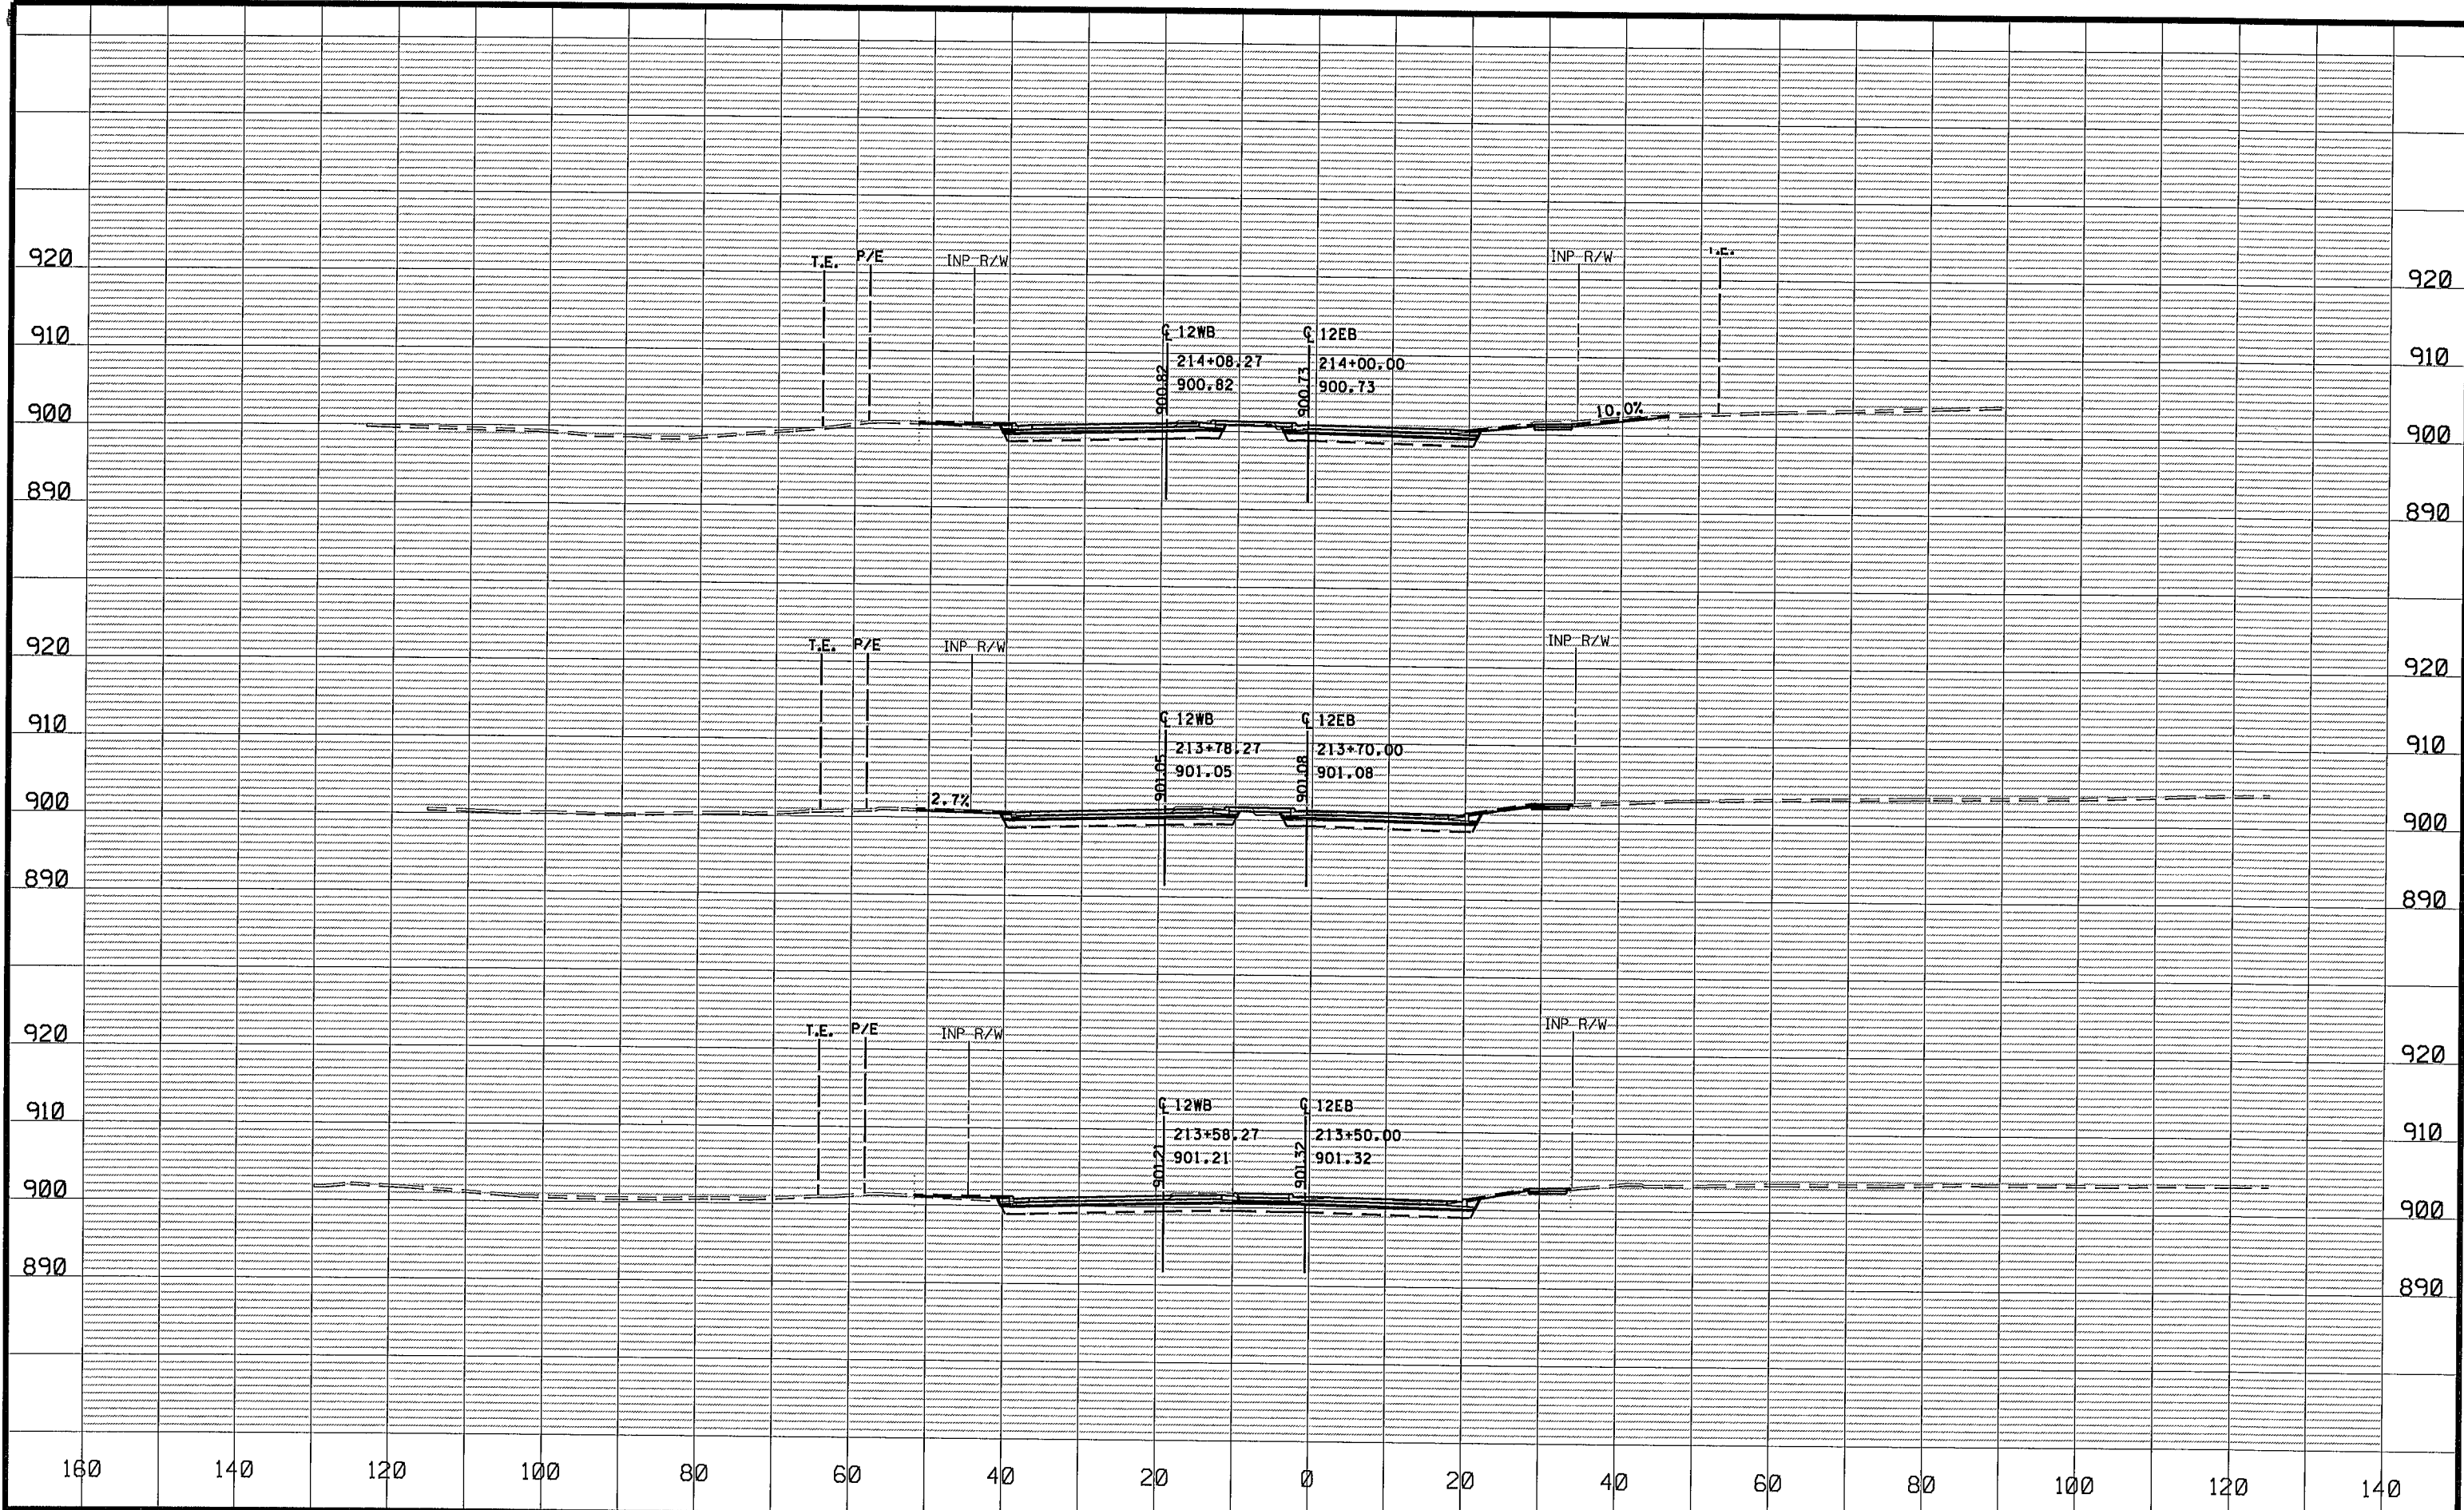 920 T.E. P/E INP R/W INP R/W T.E. 920
910 ℄ 12WB ℄ 12EB 910
214+08.27 214+00.00
900.82 900.82 900.73 900.73
900 10.0% 900
890 890
920 T.E. P/E INP R/W INP R/W 920
910 ℄ 12WB ℄ 12EB 910
213+78.27 213+70.00
901.05 901.05 901.08 901.08
900 2.7% 900
890 890
920 T.E. P/E INP R/W INP R/W 920
910 ℄ 12WB ℄ 12EB 910
213+58.27 213+50.00
901.21 901.21 901.32 901.32
900 900
890 890
160 140 120 100 80 60 40 20 0 20 40 60 80 100 120 140